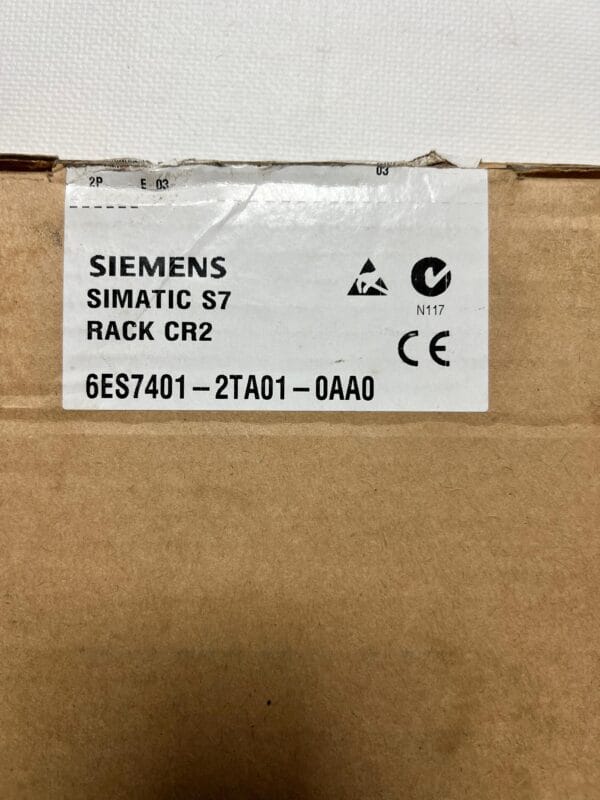 03
2P E 03
SIEMENS
SIMATIC S7
RACK CR2
N117
CE
6ES7401-2TA01-0AA0